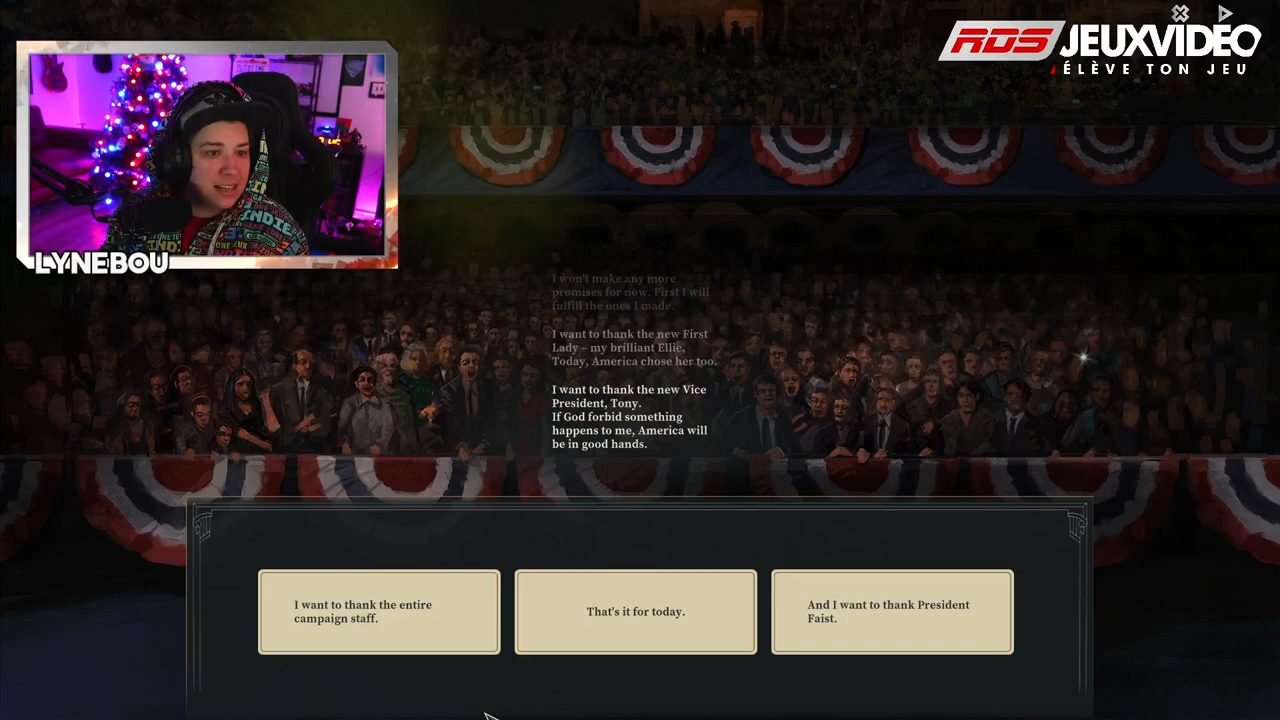 RDS JEUXVIDÉO
ÉLÈVE TON JEU
INDIE
LYNEBOU
I won't make any more
promises for now. First I will
fulfill the ones I made.
I want to thank the new First
Lady – my brilliant Ellie.
Today, America chose her too.
I want to thank the new Vice
President, Tony.
If God forbid something
happens to me, America will
be in good hands.
I want to thank the entire
campaign staff.
That's it for today.
And I want to thank President
Faist.